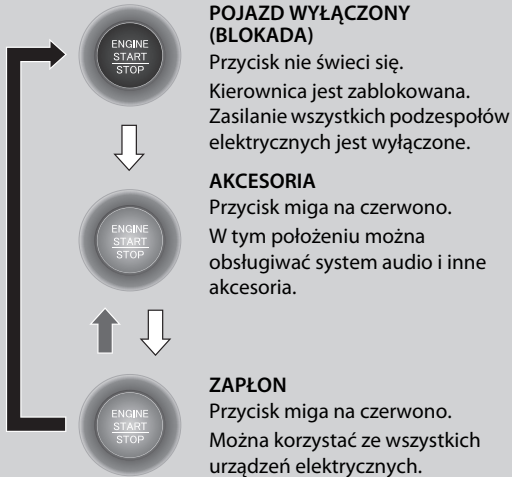 ENGINE
START
STOP
POJAZD WYŁĄCZONY
(BLOKADA)
Przycisk nie świeci się.
Kierownica jest zablokowana.
Zasilanie wszystkich podzespołów
elektrycznych jest wyłączone.
ENGINE
START
STOP
AKCESORIA
Przycisk miga na czerwono.
W tym położeniu można
obsługiwać system audio i inne
akcesoria.
ENGINE
START
STOP
ZAPŁON
Przycisk miga na czerwono.
Można korzystać ze wszystkich
urządzeń elektrycznych.